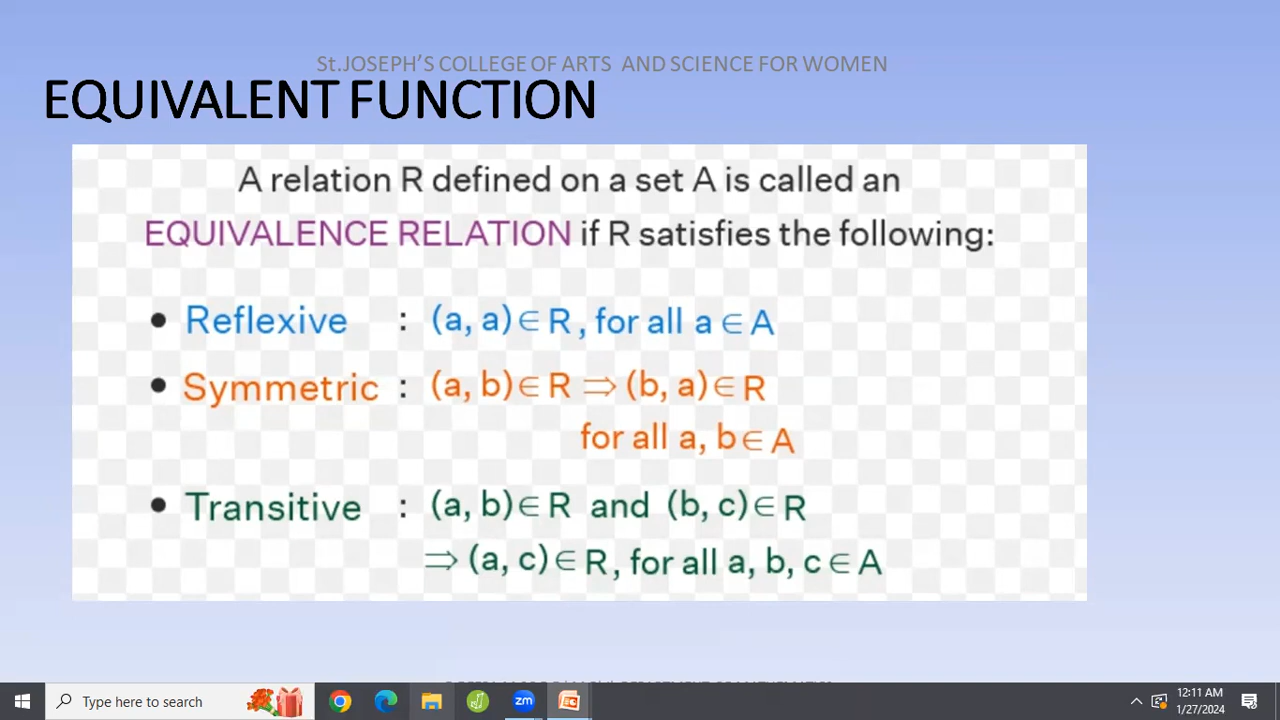 St.JOSEPH'S COLLEGE OF ARTS AND SCIENCE FOR WOMEN
EQUIVALENT FUNCTION
A relation R defined on a set A is called an
EQUIVALENCE RELATION if R satisfies the following:
• Reflexive : (a, a) ∈ R, for all a ∈ A
• Symmetric : (a, b) ∈ R ⇒ (b, a) ∈ R
for all a, b ∈ A
• Transitive : (a, b) ∈ R and (b, c) ∈ R
⇒ (a, c) ∈ R, for all a, b, c ∈ A
Type here to search
zm
12:11 AM
1/27/2024